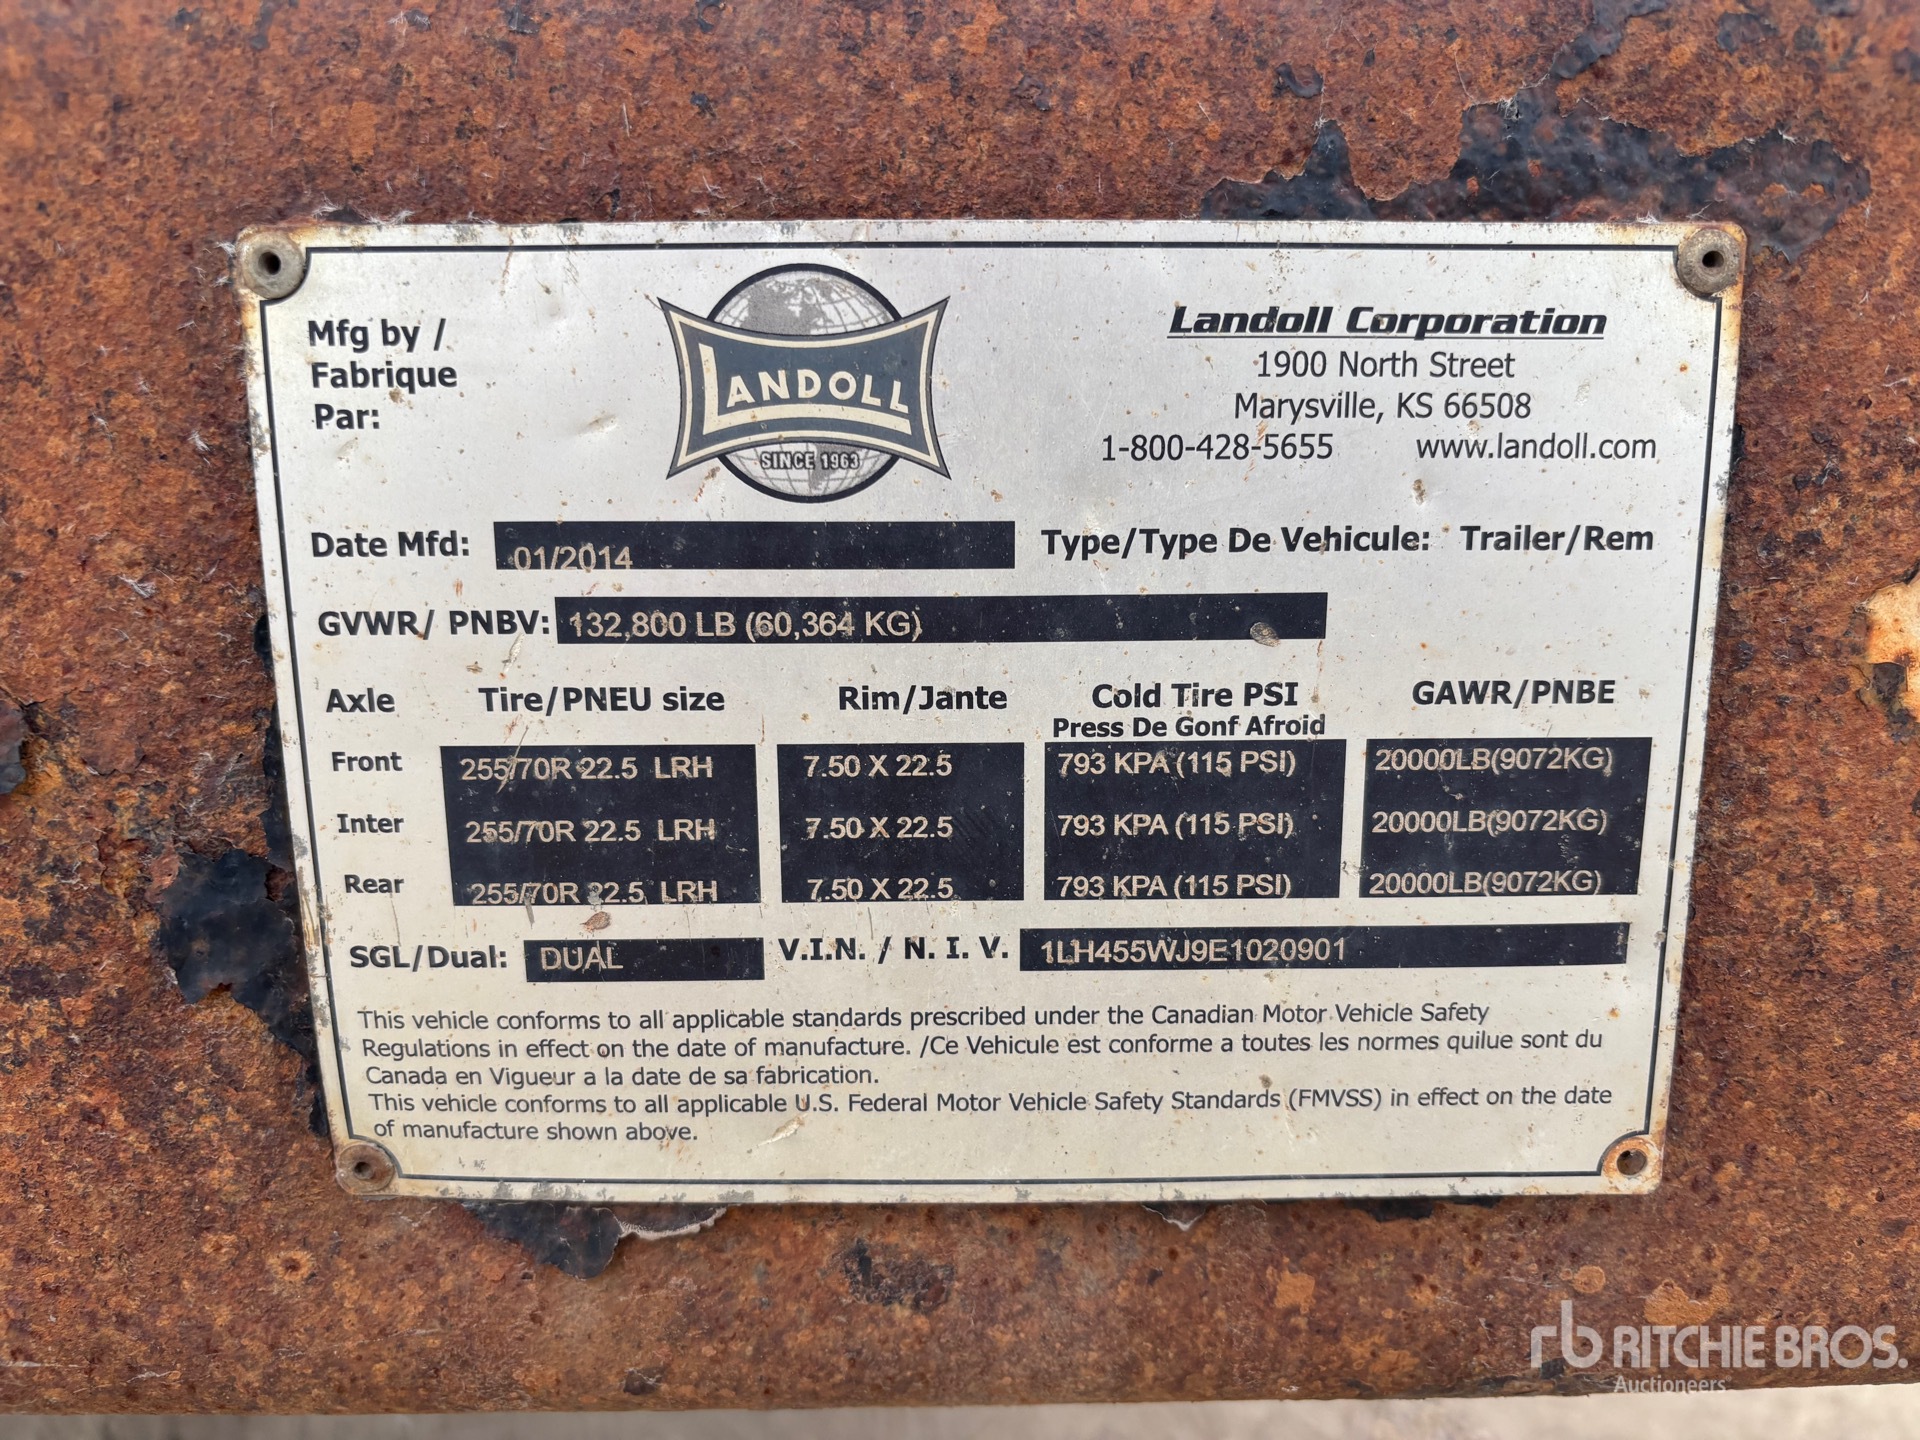 Mfg by /
Fabrique
Par:
LANDOLL
SINCE 1963
Landoll Corporation
1900 North Street
Marysville, KS 66508
1-800-428-5655 www.landoll.com
Date Mfd: 01/2014 Type/Type De Vehicule: Trailer/Rem
GVWR/ PNBV: 132,800 LB (60,364 KG)
Axle Tire/PNEU size Rim/Jante Cold Tire PSI GAWR/PNBE
Press De Gonf Afroid
Front 255/70R 22.5 LRH 7.50 X 22.5 793 KPA (115 PSI) 20000LB(9072KG)
Inter 255/70R 22.5 LRH 7.50 X 22.5 793 KPA (115 PSI) 20000LB(9072KG)
Rear 255/70R 22.5 LRH 7.50 X 22.5 793 KPA (115 PSI) 20000LB(9072KG)
SGL/Dual: DUAL V.I.N. / N. I. V. 1LH455WJ9E1020901
This vehicle conforms to all applicable standards prescribed under the Canadian Motor Vehicle Safety
Regulations in effect on the date of manufacture. /Ce Vehicule est conforme a toutes les normes quilue sont du
Canada en Vigueur a la date de sa fabrication.
This vehicle conforms to all applicable U.S. Federal Motor Vehicle Safety Standards (FMVSS) in effect on the date
of manufacture shown above.
rb RITCHIE BROS.
Auctioneers